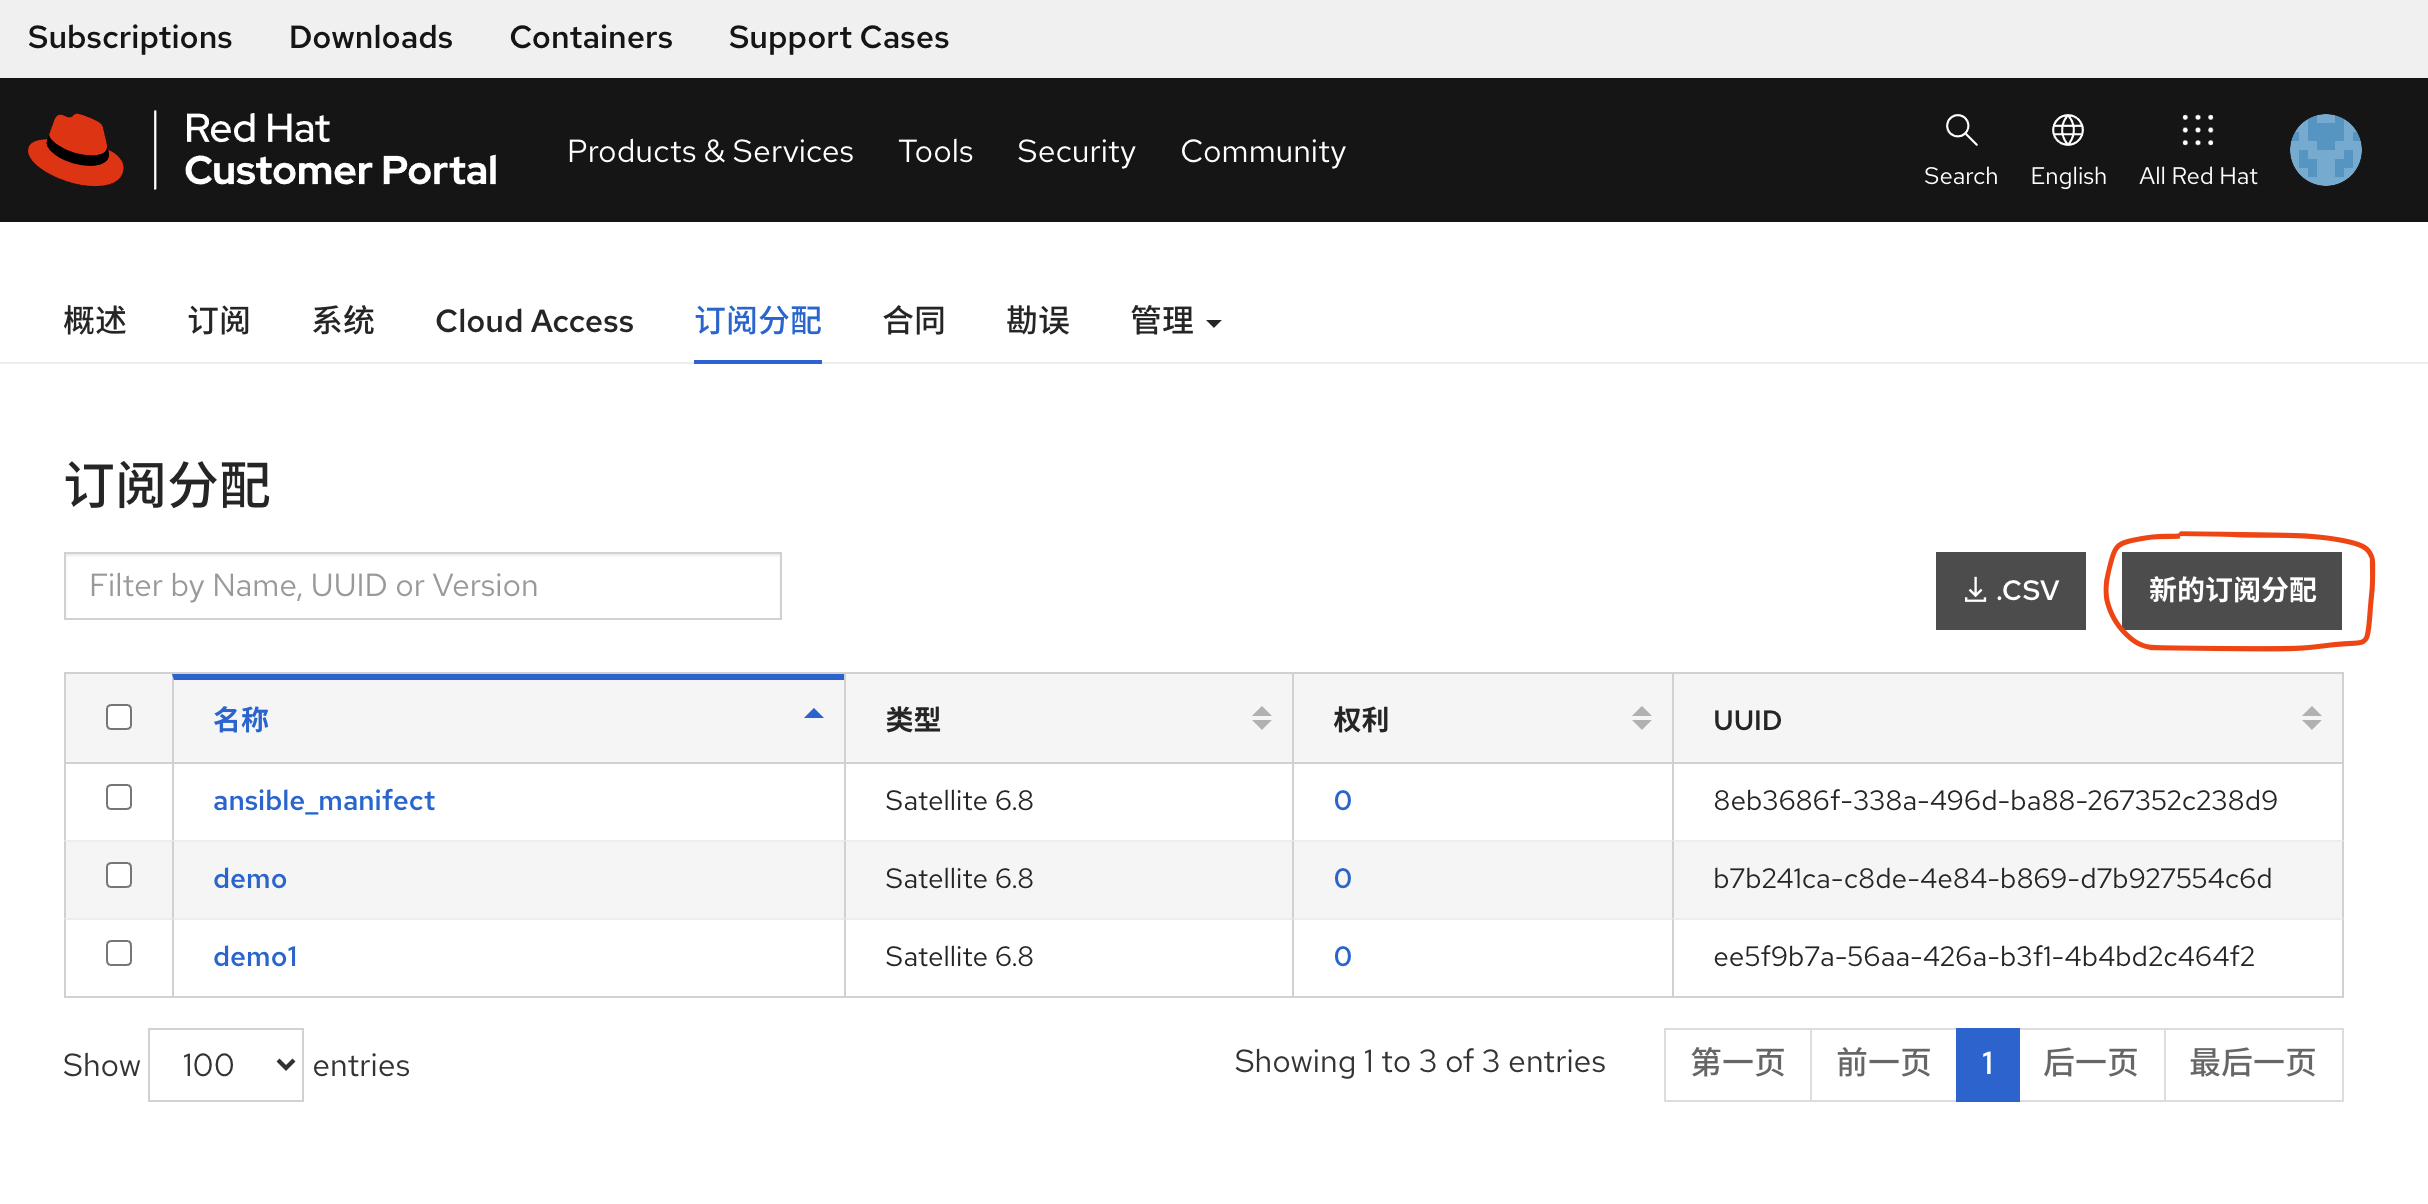 Subscriptions Downloads Containers Support Cases
Red Hat
Customer Portal
Products & Services Tools Security Community
Search English All Red Hat
概述 订阅 系统 Cloud Access 订阅分配 合同 勘误 管理
订阅分配
Filter by Name, UUID or Version
.CSV 新的订阅分配
名称 类型 权利 UUID
ansible_manifect Satellite 6.8 0 8eb3686f-338a-496d-ba88-267352c238d9
demo Satellite 6.8 0 b7b241ca-c8de-4e84-b869-d7b927554c6d
demo1 Satellite 6.8 0 ee5f9b7a-56aa-426a-b3f1-4b4bd2c464f2
Show 100 entries Showing 1 to 3 of 3 entries 第一页 前一页 1 后一页 最后一页